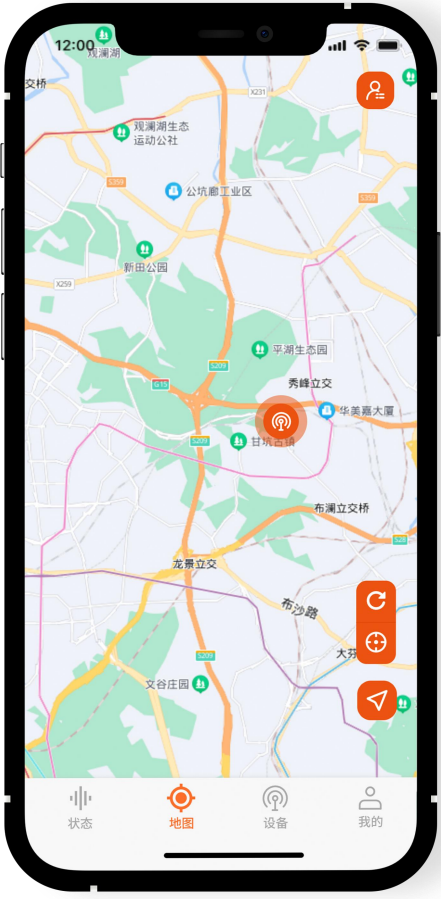 12:00
观澜湖
交桥
X231
观澜湖生态
运动公社
S359
公坑廊工业区
S359
新田公园
X259
平湖生态园
S209
G15
秀峰立交
华美嘉大厦
S209
甘坑古镇
布澜立交桥
S28
龙景立交
布沙路
大芬
S209
文谷庄园
状态
地图
设备
我的